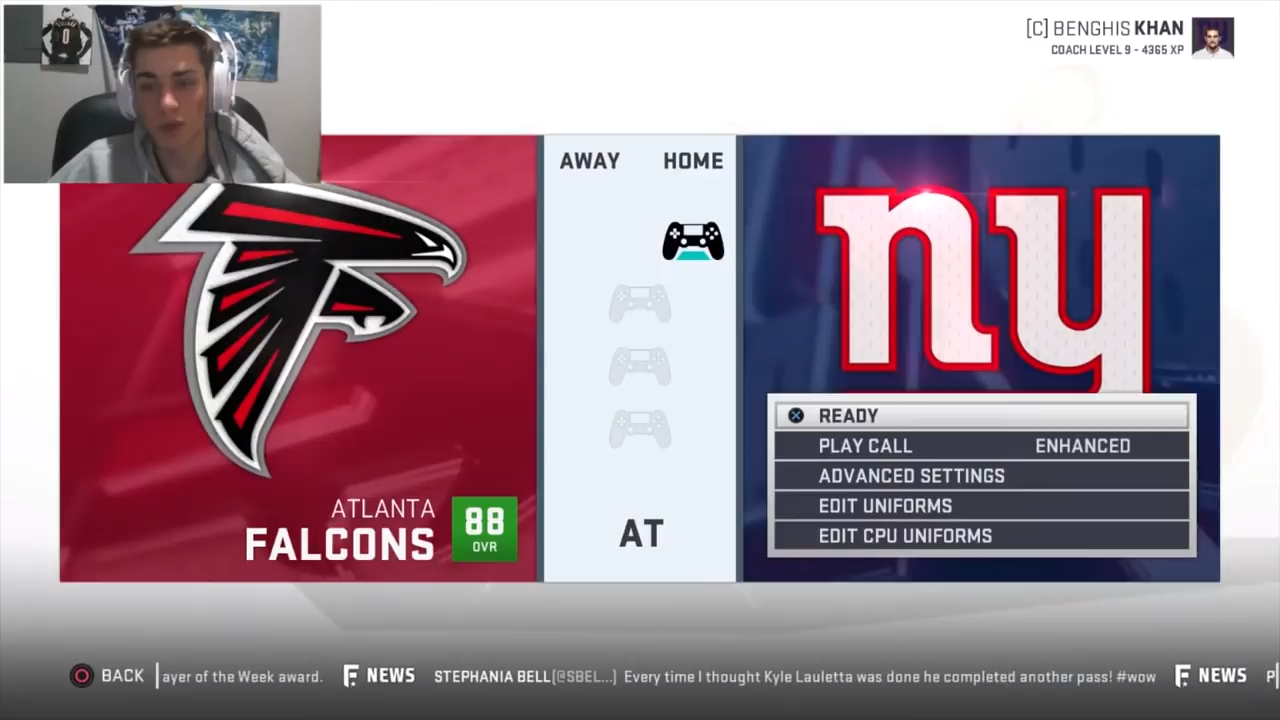 [C] BENGHIS KHAN
COACH LEVEL 9 - 4365 XP
0
AWAY HOME
ny
READY
PLAY CALL ENHANCED
ADVANCED SETTINGS
EDIT UNIFORMS
EDIT CPU UNIFORMS
ATLANTA
FALCONS
88
OVR
AT
BACK ayer of the Week award. NEWS STEPHANIA BELL[@SBEL...] Every time I thought Kyle Lauletta was done he completed another pass! #wow NEWS P